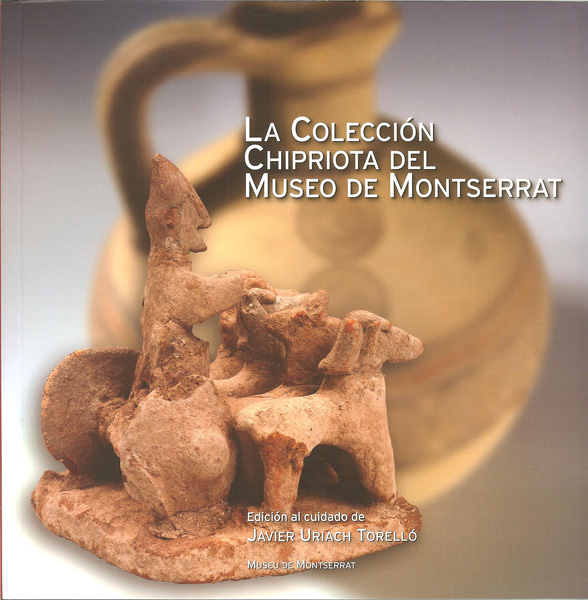 La Colección
Chipriota del
Museo de Montserrat
Edición al cuidado de
Javier Uriach Torelló
Museu de Montserrat